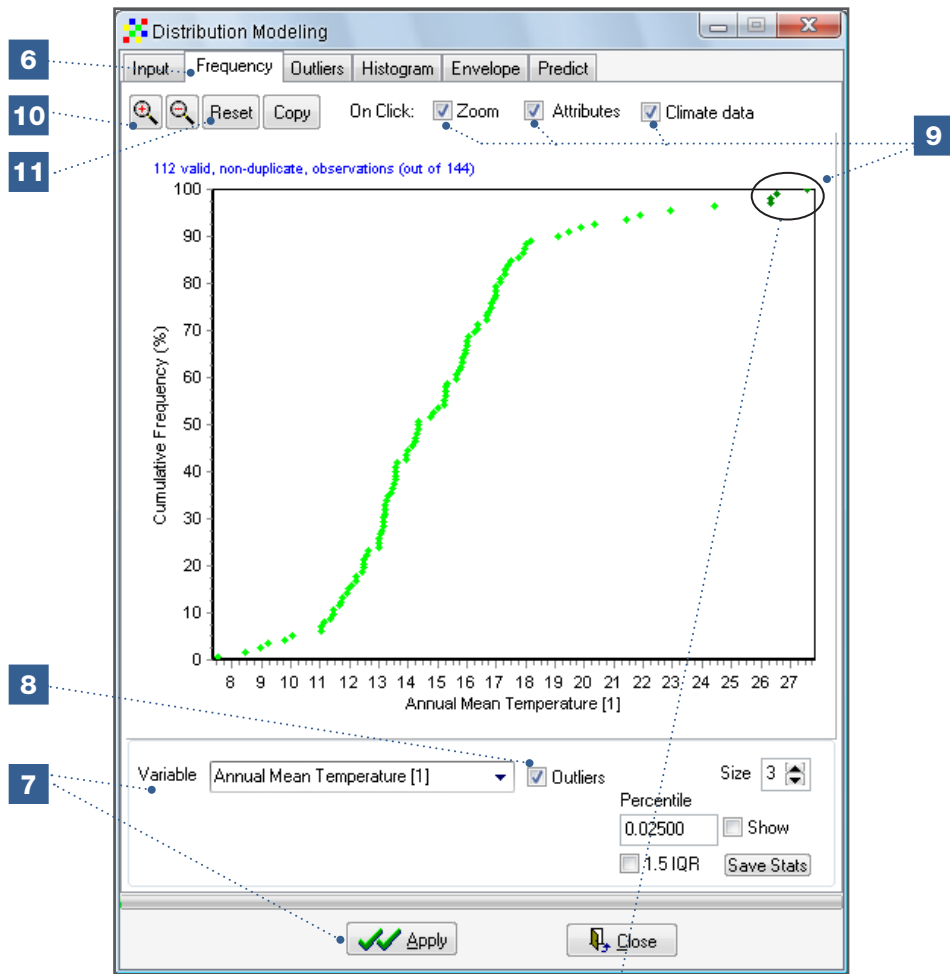 Distribution Modeling
6
Input Frequency Outliers Histogram Envelope Predict
10
Reset Copy On Click: Zoom Attributes Climate data
9
11
112 valid, non-duplicate, observations (out of 144)
100
90
80
70
60
50
40
30
20
10
0
Cumulative Frequency (%)
8 9 10 11 12 13 14 15 16 17 18 19 20 21 22 23 24 25 26 27
Annual Mean Temperature [1]
8
7
Variable Annual Mean Temperature [1] Outliers Size 3
Percentile
0.02500 Show
1.5 IQR Save Stats
Apply Close